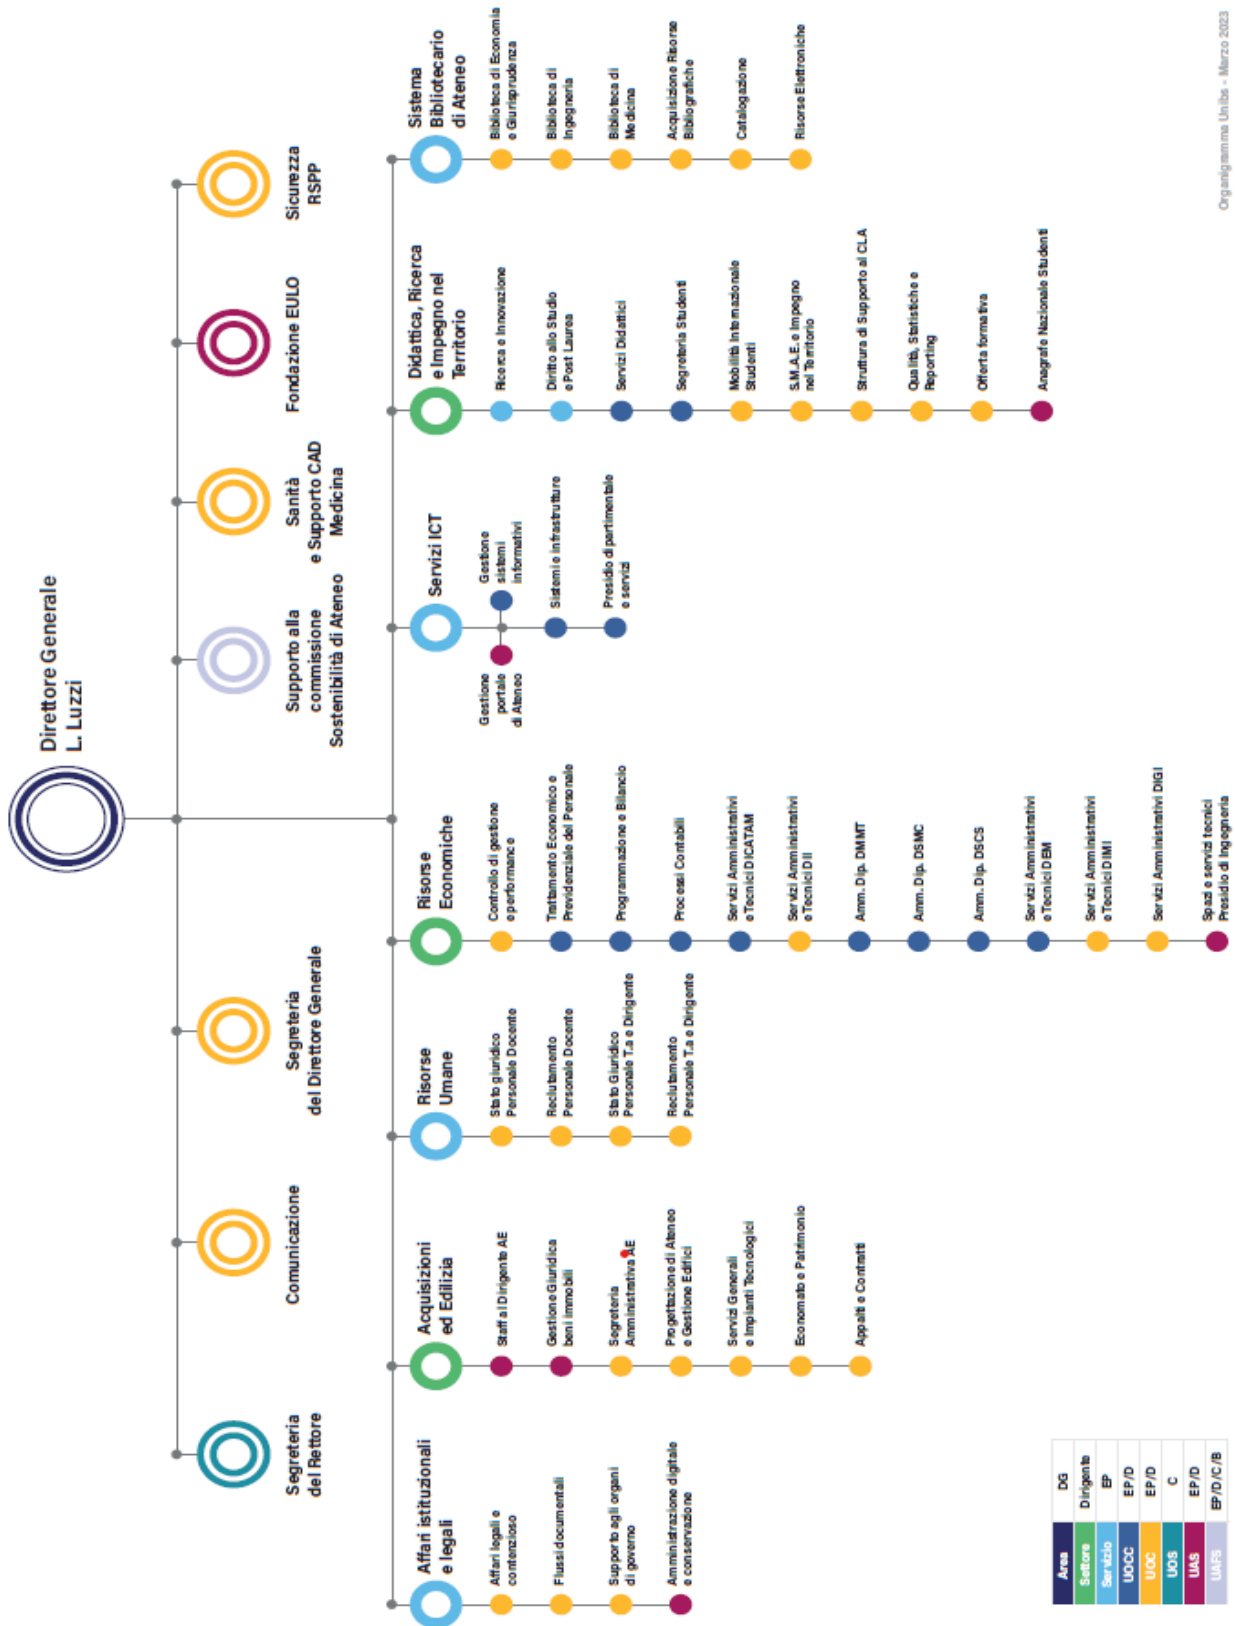 Direttore Generale
L. Luzzi
Segreteria
del Rettore
Comunicazione
Segreteria
del Direttore Generale
Supporto alla
commissione
Sostenibilità di Ateneo
Sanità
e Supporto CAD
Medicina
Fondazione EULO
Sicurezza
RSPP
Affari istituzionali
e legali
Affari legali e
contenzioso
Flussi documentali
Supporto agli organi
di governo
Amministrazione digitale
e conservazione
Acquisizioni
ed Edilizia
Staff al Dirigente AE
Gestione Giuridica
beni immobili
Segreteria
Amministrativa AE
Progettazione di Ateneo
e Gestione Edifici
Servizi Generali
e Impianti Tecnologici
Economato e Patrimonio
Appalti e Contratti
Risorse
Umane
Stato giuridico
Personale Docente
Reclutamento
Personale Docente
Stato Giuridico
Personale T.a e Dirigente
Reclutamento
Personale T.a e Dirigente
Risorse
Economiche
Controllo di gestione
e performance
Trattamento Economico e
Previdenziale del Personale
Programmazione e Bilancio
Processi Contabili
Servizi Amministrativi
e Tecnici DICATAM
Servizi Amministrativi
e Tecnici DII
Amm. Dip. DMMT
Amm. Dip. DSMC
Amm. Dip. DSCS
Servizi Amministrativi
e Tecnici DEM
Servizi Amministrativi
e Tecnici DIMI
Servizi Amministrativi DIGI
Spazi e servizi tecnici
Presidio di Ingegneria
Servizi ICT
Gestione
portale
di Ateneo
Gestione
sistemi
informativi
Sistemi e infrastrutture
Presidio dipartimentale
e servizi
Didattica, Ricerca
e Impegno nel
Territorio
Ricerca e Innovazione
Diritto allo Studio
e Post Laurea
Servizi Didattici
Segreteria Studenti
Mobilità Internazionale
Studenti
S.M.A.E. e Impegno
nel Territorio
Struttura di Supporto al CLA
Qualità, Statistiche e
Reporting
Offerta formativa
Anagrafe Nazionale Studenti
Sistema
Bibliotecario
di Ateneo
Biblioteca di Economia
e Giurisprudenza
Biblioteca di
Ingegneria
Biblioteca di
Medicina
Acquisizione Risorse
Bibliografiche
Catalogazione
Risorse Elettroniche
Area DG
Settore Dirigente
Servizio EP
UOCC EP/D
UOC EP/D
UOS C
UAS EP/D
UAFS EP/D/C/B
Organigramma Unibs - Marzo 2023